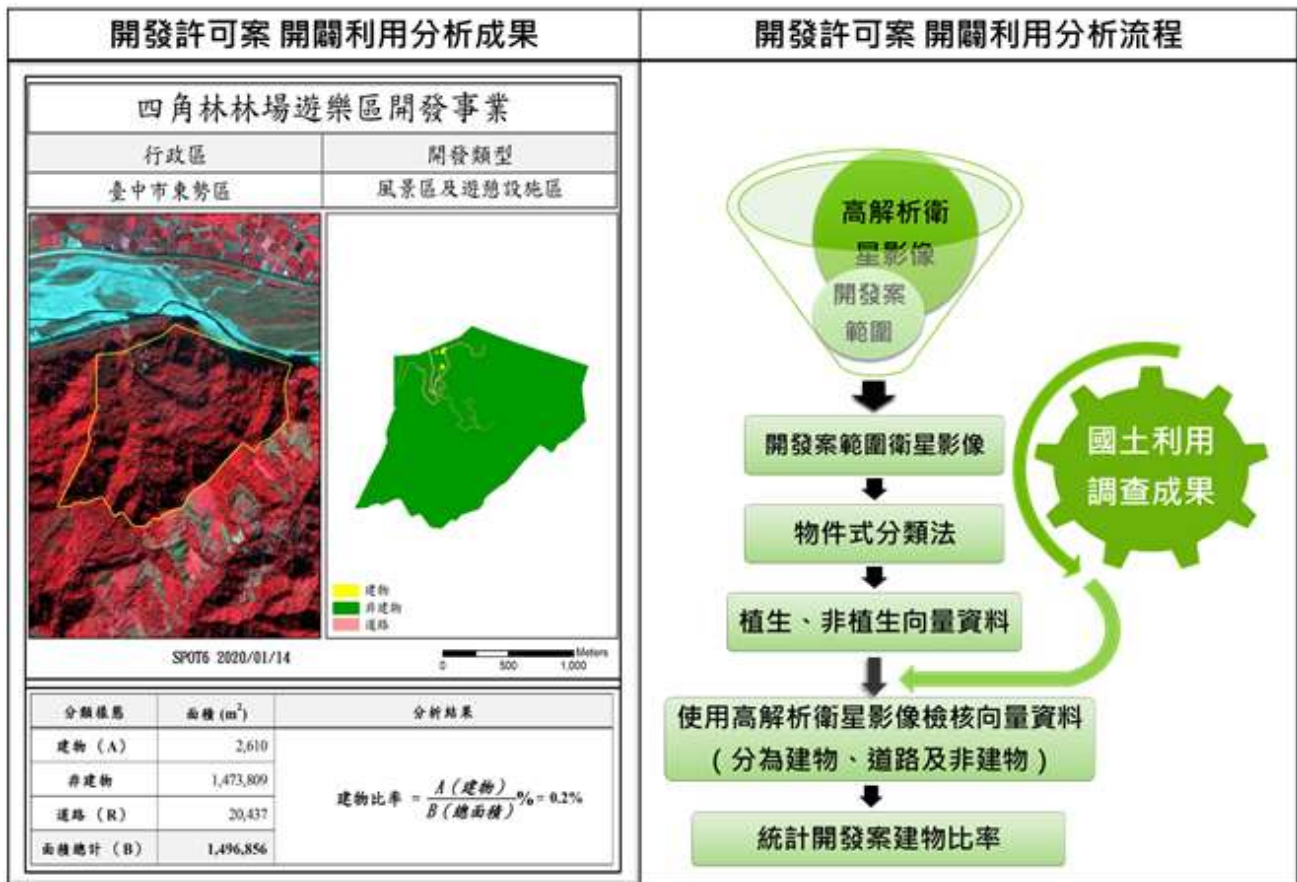 開發許可案 開闢利用分析成果
開發許可案 開闢利用分析流程
四角林林場遊樂區開發事業
行政區
開發類型
臺中市東勢區
風景區及遊憩設施區
建物
非建物
道路
SPOT6 2020/01/14
Meters
0 500 1,000
分類樣態 面積 (m²) 分析結果
建物 (A) 2,610
非建物 1,473,809
道路 (R) 20,437
面積總計 (B) 1,496,856
建物比率 = A (建物) / B (總面積) % = 0.2%
高解析衛
星影像
開發案
範圍
開發案範圍衛星影像
物件式分類法
植生、非植生向量資料
國土利用
調查成果
使用高解析衛星影像檢核向量資料
(分為建物、道路及非建物)
統計開發案建物比率